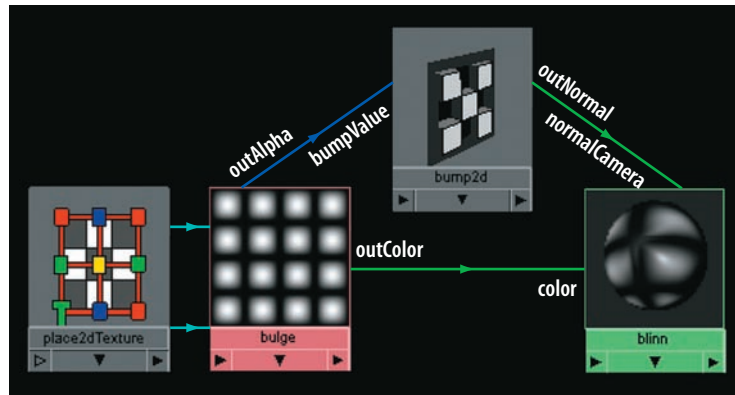 outNormal
normalCamera
outAlpha
bumpValue
bump2d
outColor
color
place2dTexture
bulge
blinn